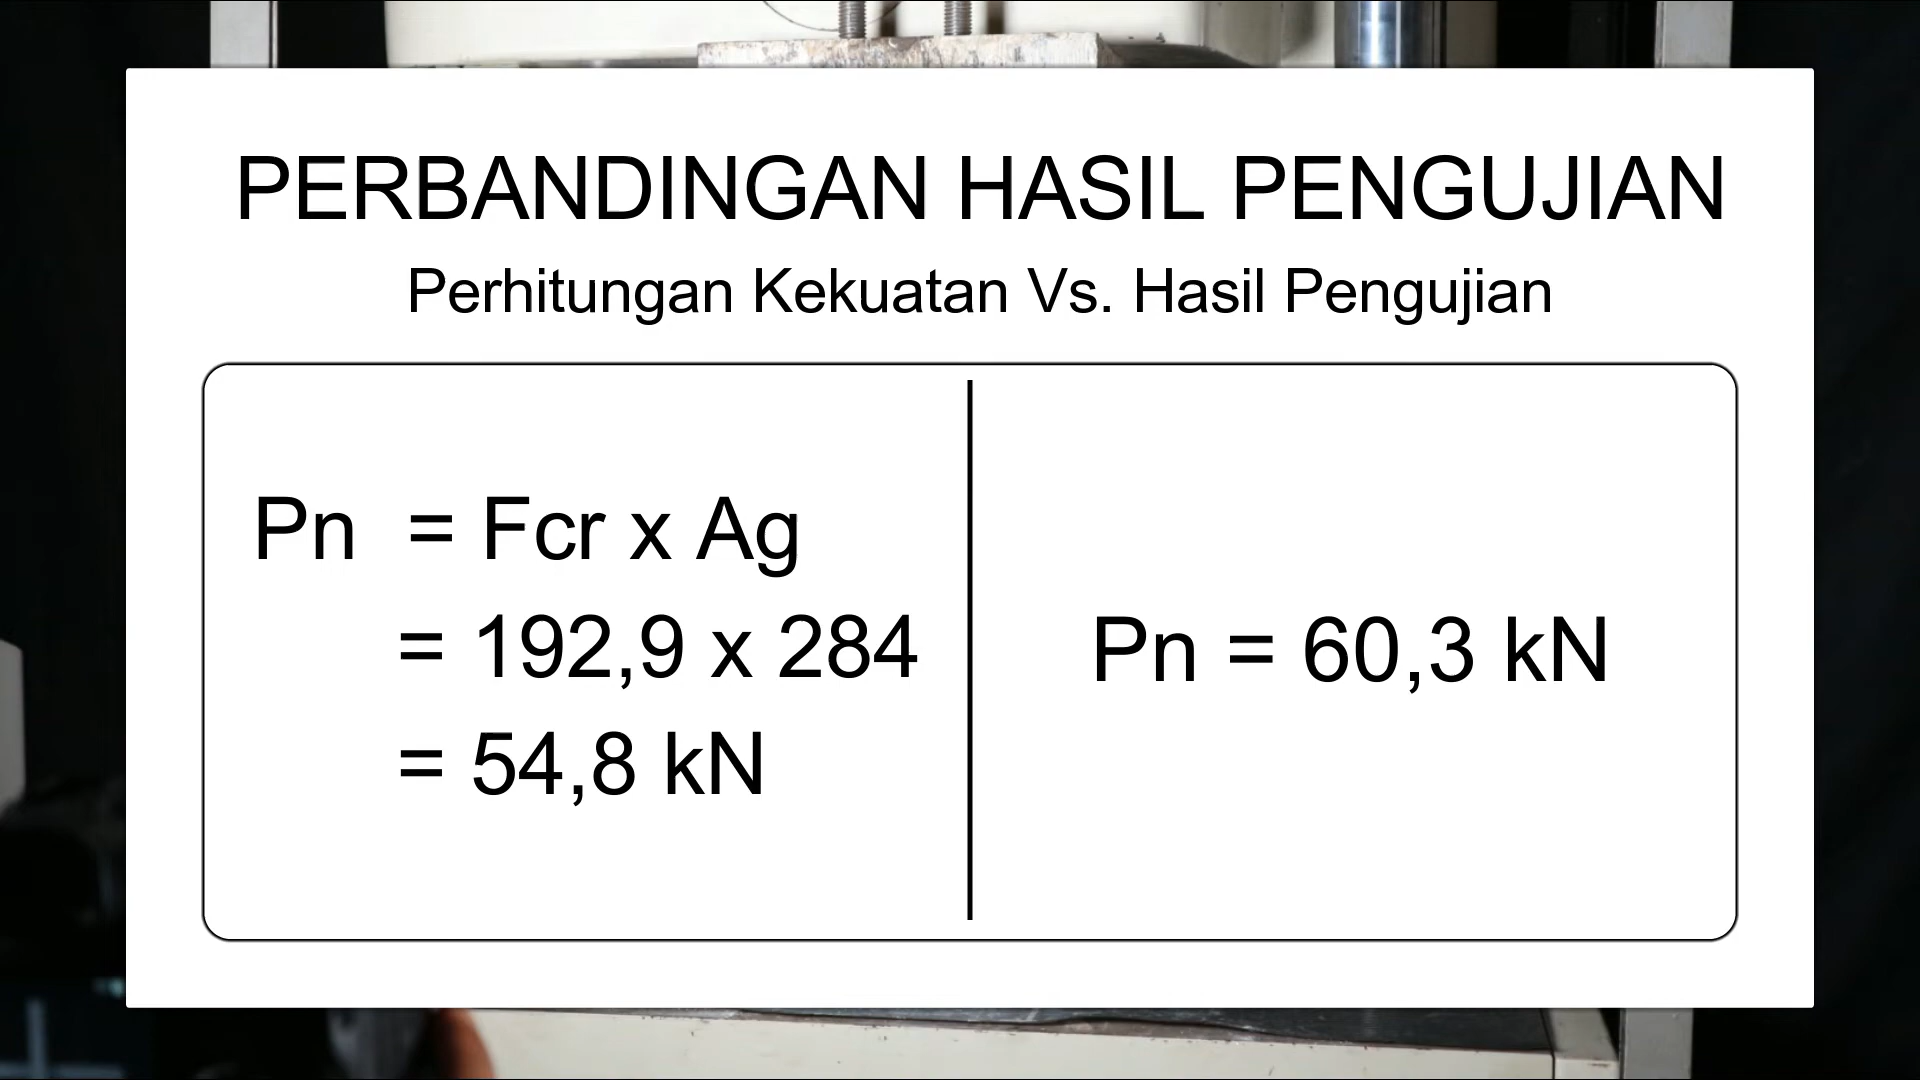 PERBANDINGAN HASIL PENGUJIAN
Perhitungan Kekuatan Vs. Hasil Pengujian
Pn = Fcr x Ag
= 192,9 x 284
= 54,8 kN
Pn = 60,3 kN